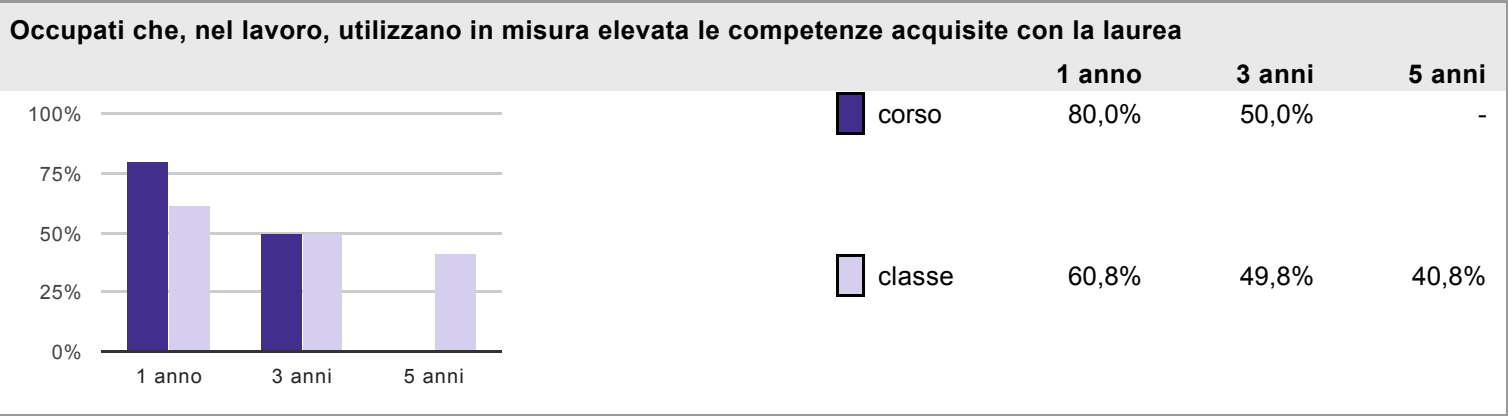 Occupati che, nel lavoro, utilizzano in misura elevata le competenze acquisite con la laurea
1 anno 3 anni 5 anni
100%
75%
50%
25%
0%
1 anno 3 anni 5 anni
corso 80,0% 50,0% -
classe 60,8% 49,8% 40,8%